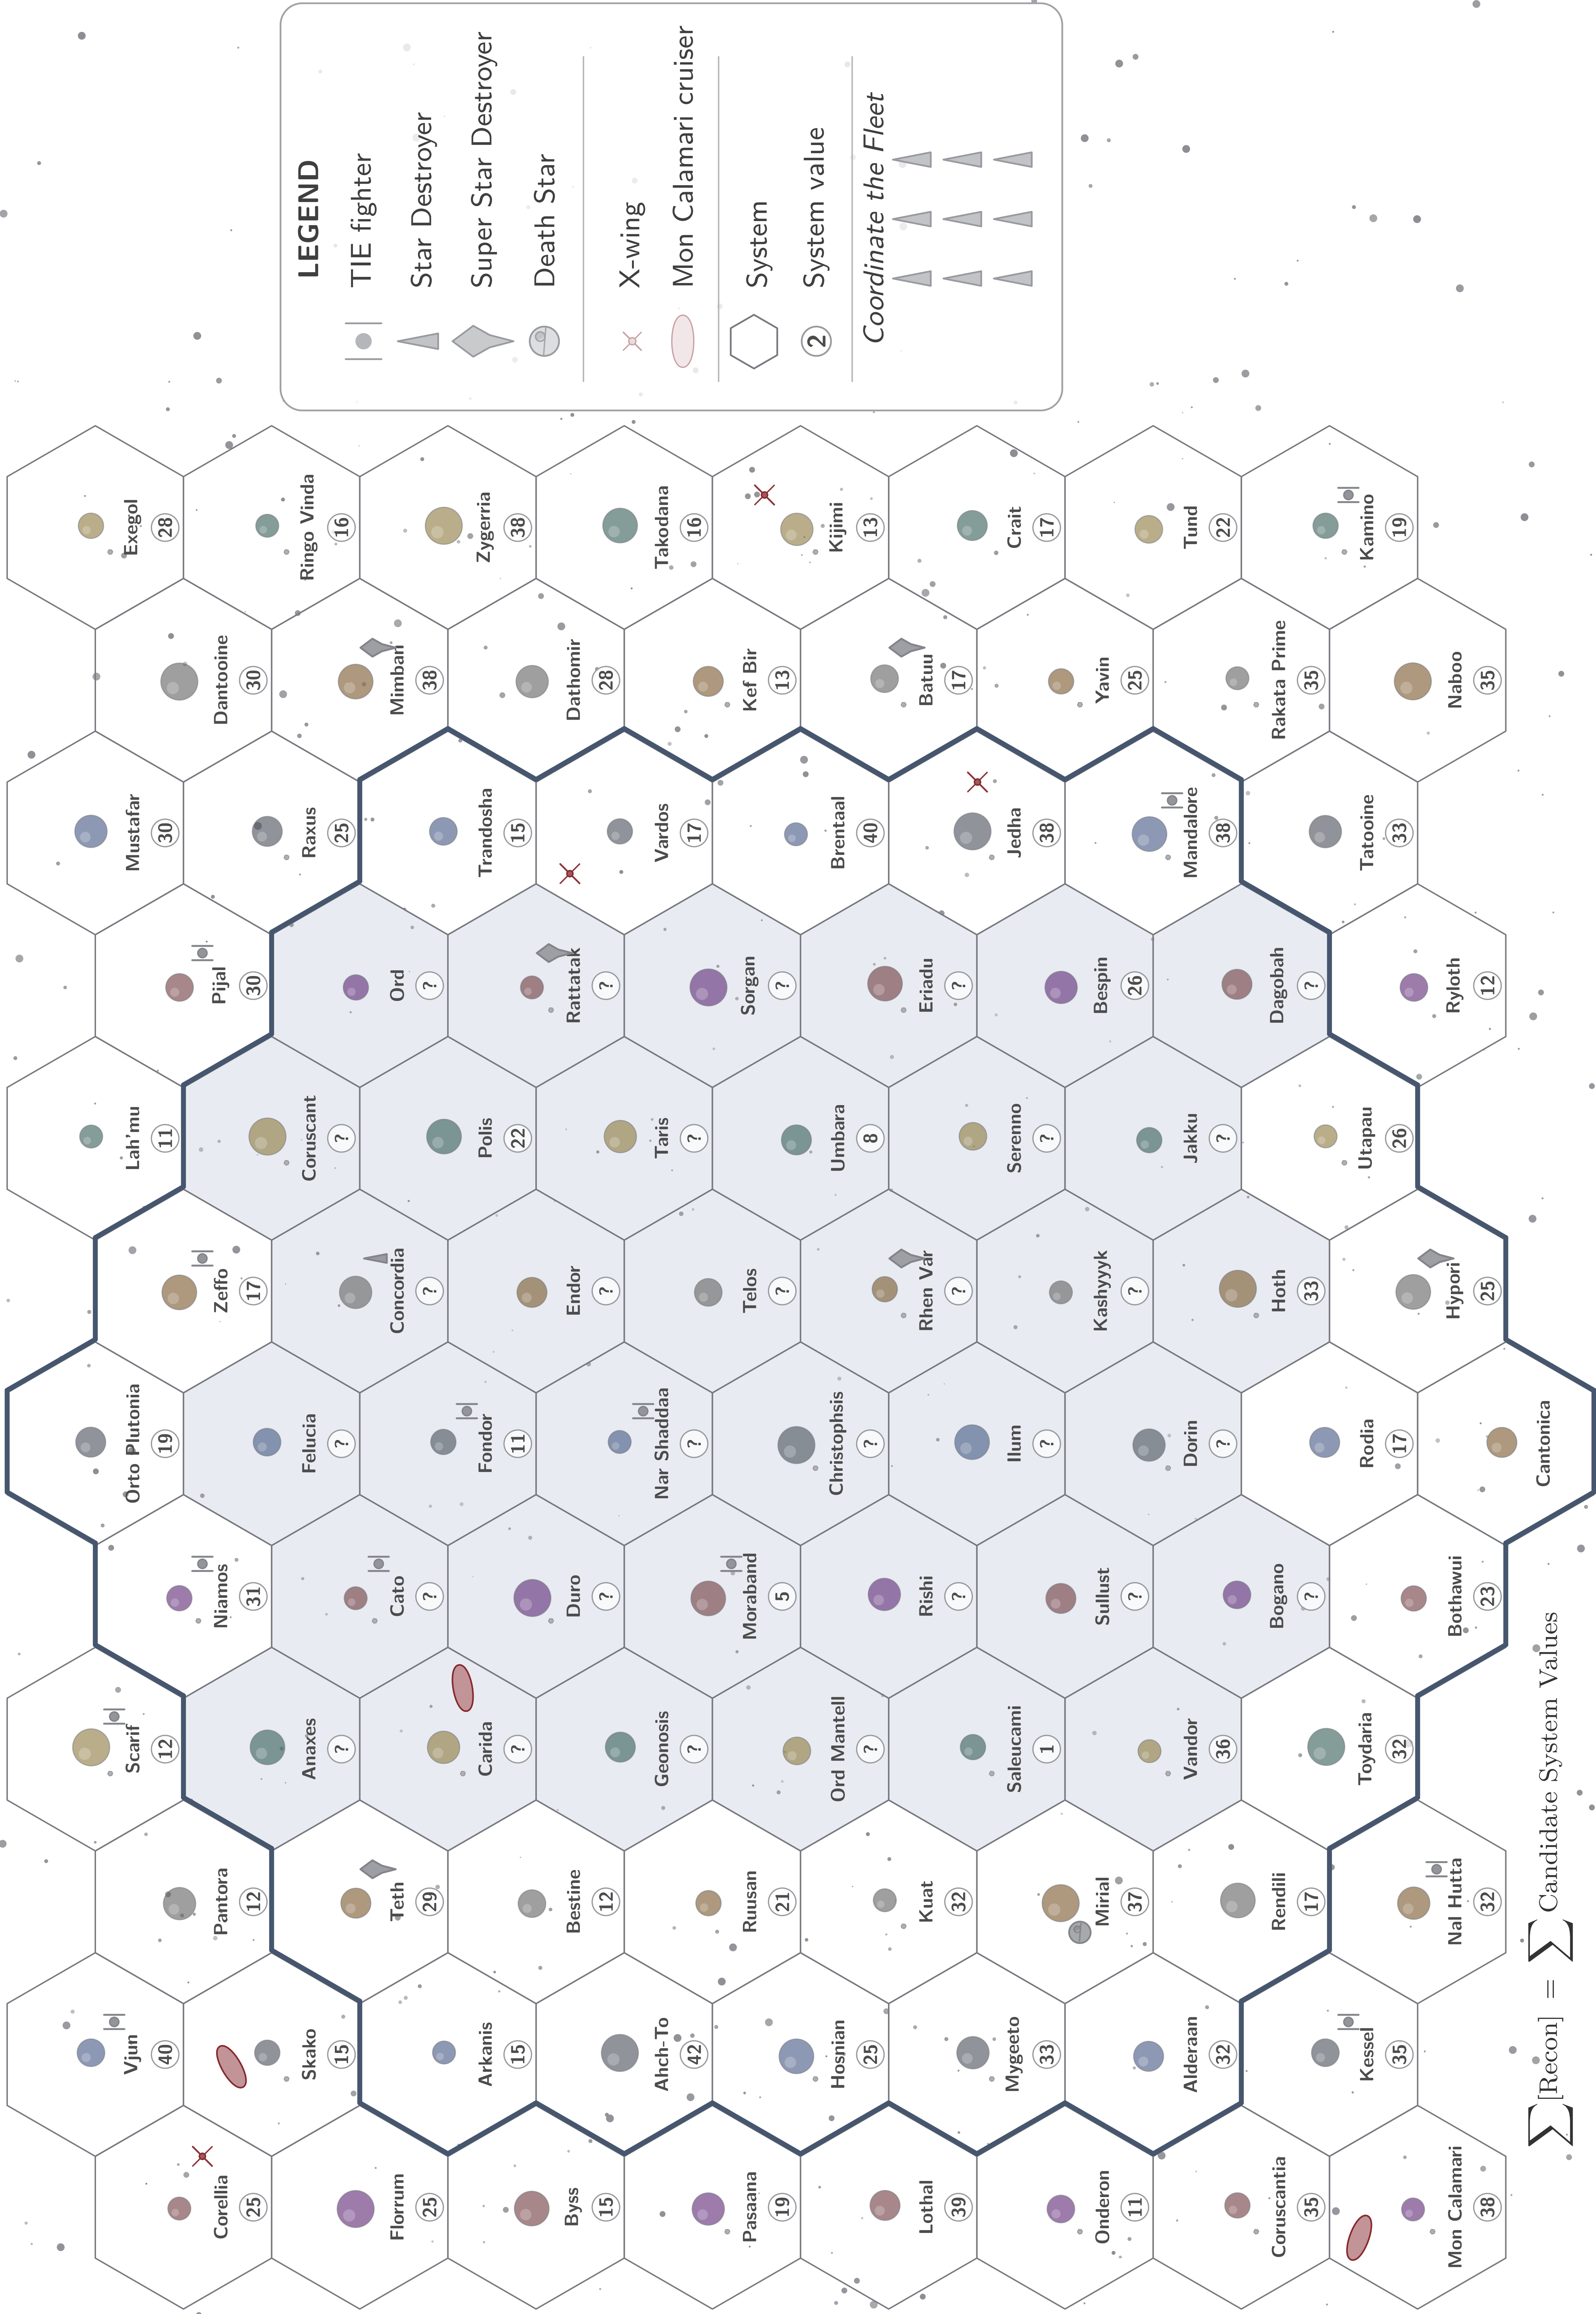 Vjun
40
Scarif
12
Orto Plutonia
19
Lah'mu
11
Mustafar
30
Exegol
28
Corellia
25
Pantora
12
Niamos
31
Zeffo
17
Pijal
30
Dantooine
30
Skako
15
Anaxes
?
Felucia
?
Coruscant
?
Raxus
25
Ringo Vinda
16
Florrum
25
Teth
29
Cato
?
Concordia
?
Ord
?
Mimban
38
Arkanis
15
Carida
?
Fondor
11
Polis
22
Trandosha
15
Zygerria
38
Byss
15
Bestine
12
Duro
?
Endor
?
Rattatak
?
Dathomir
28
Ahch-To
42
Geonosis
?
Nar Shaddaa
?
Taris
?
Vardos
17
Takodana
16
Pasaana
19
Ruusan
21
Moraband
5
Telos
?
Sorgan
?
Kef Bir
13
Hosnian
25
Ord Mantell
?
Christophsis
?
Umbara
8
Brentaal
40
Kijimi
13
Lothal
39
Kuat
32
Rishi
?
Rhen Var
?
Eriadu
?
Batuu
17
Mygeeto
33
Saleucami
1
Ilum
?
Serenno
?
Jedha
38
Crait
17
Onderon
11
Mirial
37
Sullust
?
Kashyyyk
?
Bespin
26
Yavin
25
Alderaan
32
Vandor
36
Dorin
?
Jakku
?
Mandalore
38
Tund
22
Coruscantia
35
Rendili
17
Bogano
?
Hoth
33
Dagobah
?
Rakata Prime
35
Kessel
35
Toydaria
32
Rodia
17
Utapau
26
Tatooine
33
Kamino
19
Mon Calamari
38
Nal Hutta
32
Bothawui
23
Hypori
25
Ryloth
12
Naboo
35
Cantonica
∑[Recon] = ∑ Candidate System Values
LEGEND
TIE fighter
Star Destroyer
Super Star Destroyer
Death Star
X-wing
Mon Calamari cruiser
System
2 System value
Coordinate the Fleet